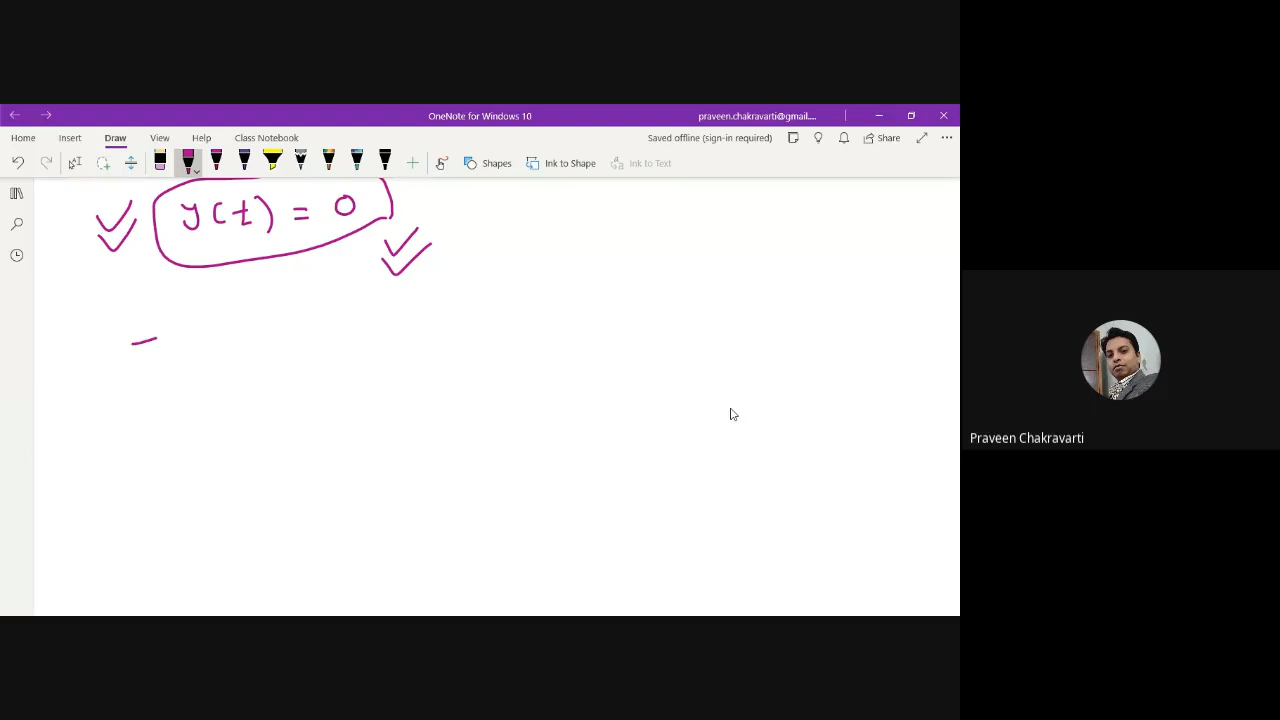 OneNote for Windows 10
praveen.chakravarti@gmail....
Home Insert Draw View Help Class Notebook
Saved offline (sign-in required) Share
Shapes Ink to Shape Ink to Text
y(t) = 0
Praveen Chakravarti